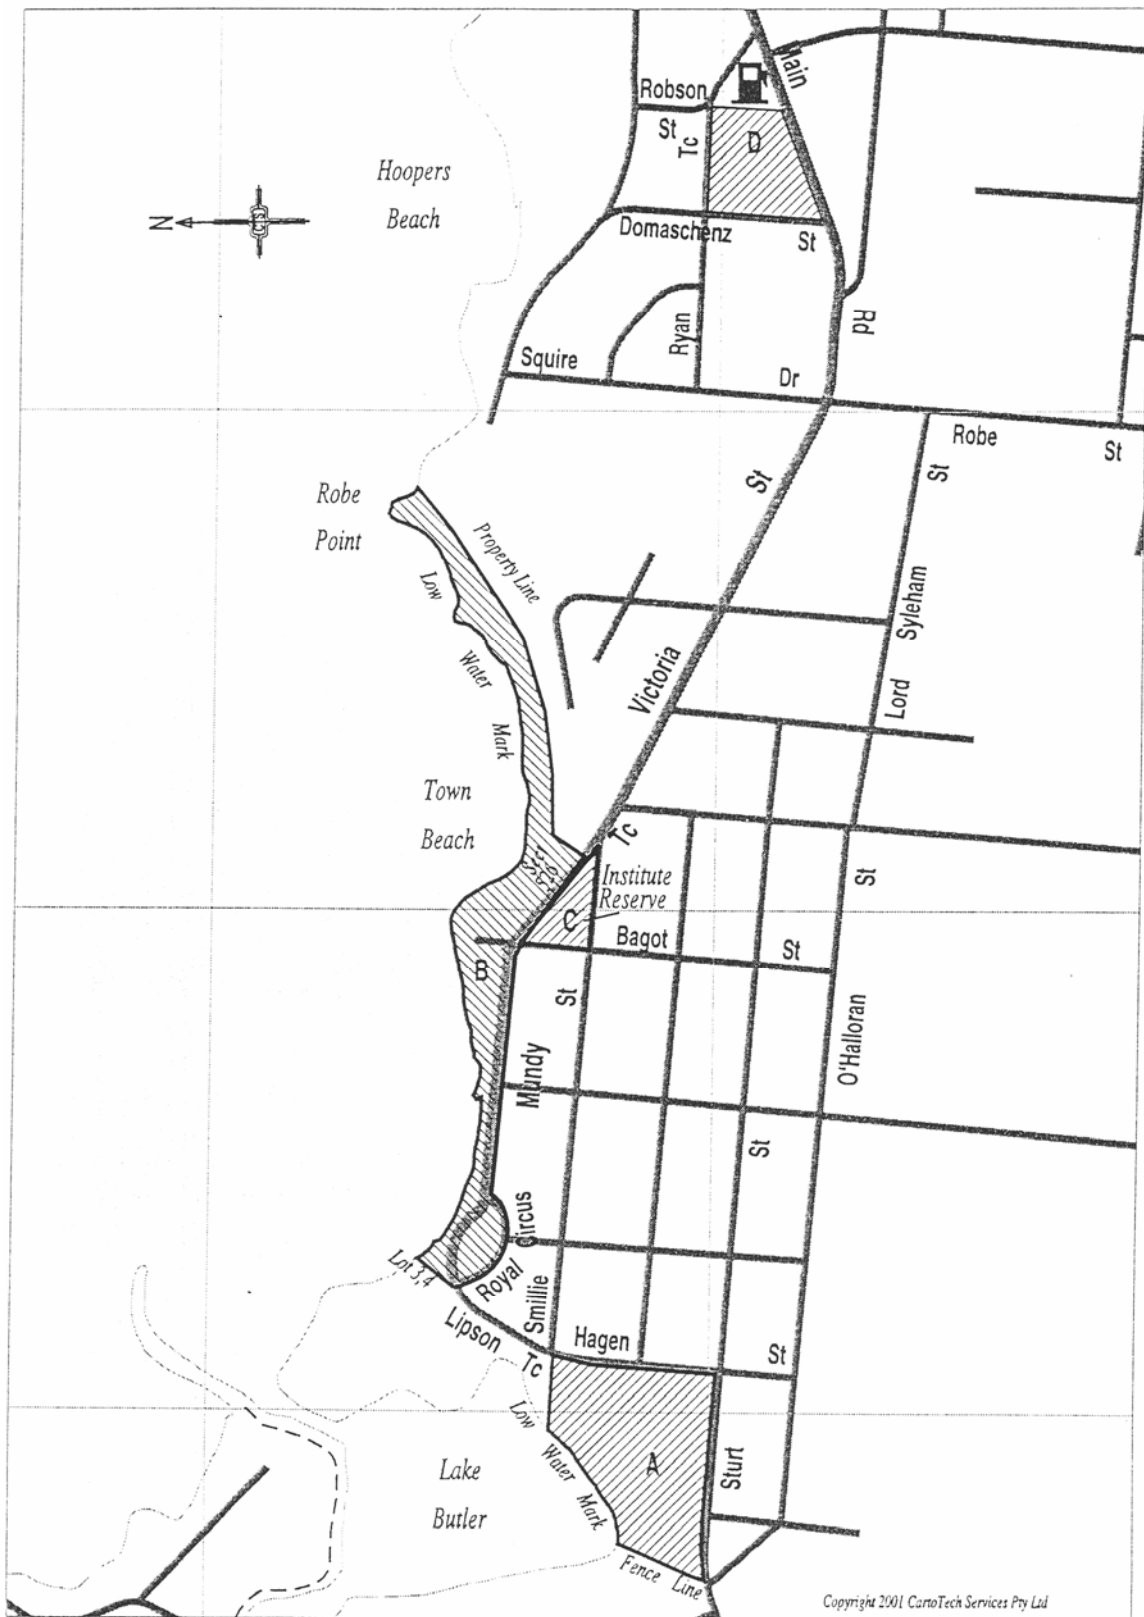 Main
Robson
St
Tc
D
Hoopers
Beach
N
Domaschenz
St
Rd
Ryan
Squire
Dr
Robe
St
St
St
Robe
Point
Property Line
Low
Water
Mark
Syleham
Victoria
Lord
Town
Beach
Tc
Institute
Reserve
C
Bagot
St
St
B
St
Mundy
O'Halloran
St
Circus
Royal
Lot 3,4
Smillie
Lipson
Tc
Hagen
St
Low
Water
Mark
A
Sturt
Lake
Butler
Fence Line
Copyright 2001 CartoTech Services Pty Ltd